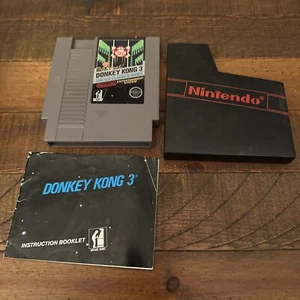 DONKEY KONG 3
Nintendo®
DONKEY KONG 3®
INSTRUCTION BOOKLET